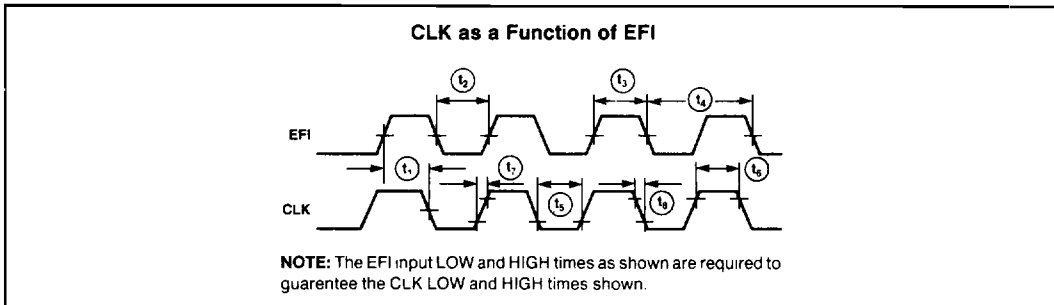 CLK as a Function of EFI
t₂
t₃
t₄
EFI
t₁
t₇
t₅
t₈
t₆
CLK
NOTE: The EFI input LOW and HIGH times as shown are required to
guarentee the CLK LOW and HIGH times shown.